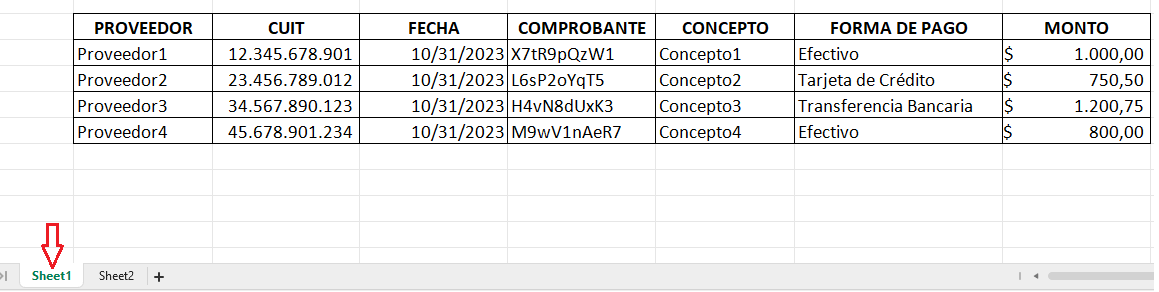 PROVEEDOR CUIT FECHA COMPROBANTE CONCEPTO FORMA DE PAGO MONTO
Proveedor1 12.345.678.901 10/31/2023 X7tR9pQzW1 Concepto1 Efectivo $ 1.000,00
Proveedor2 23.456.789.012 10/31/2023 L6sP2oYqT5 Concepto2 Tarjeta de Crédito $ 750,50
Proveedor3 34.567.890.123 10/31/2023 H4vN8dUxK3 Concepto3 Transferencia Bancaria $ 1.200,75
Proveedor4 45.678.901.234 10/31/2023 M9wV1nAeR7 Concepto4 Efectivo $ 800,00
Sheet1 Sheet2 +